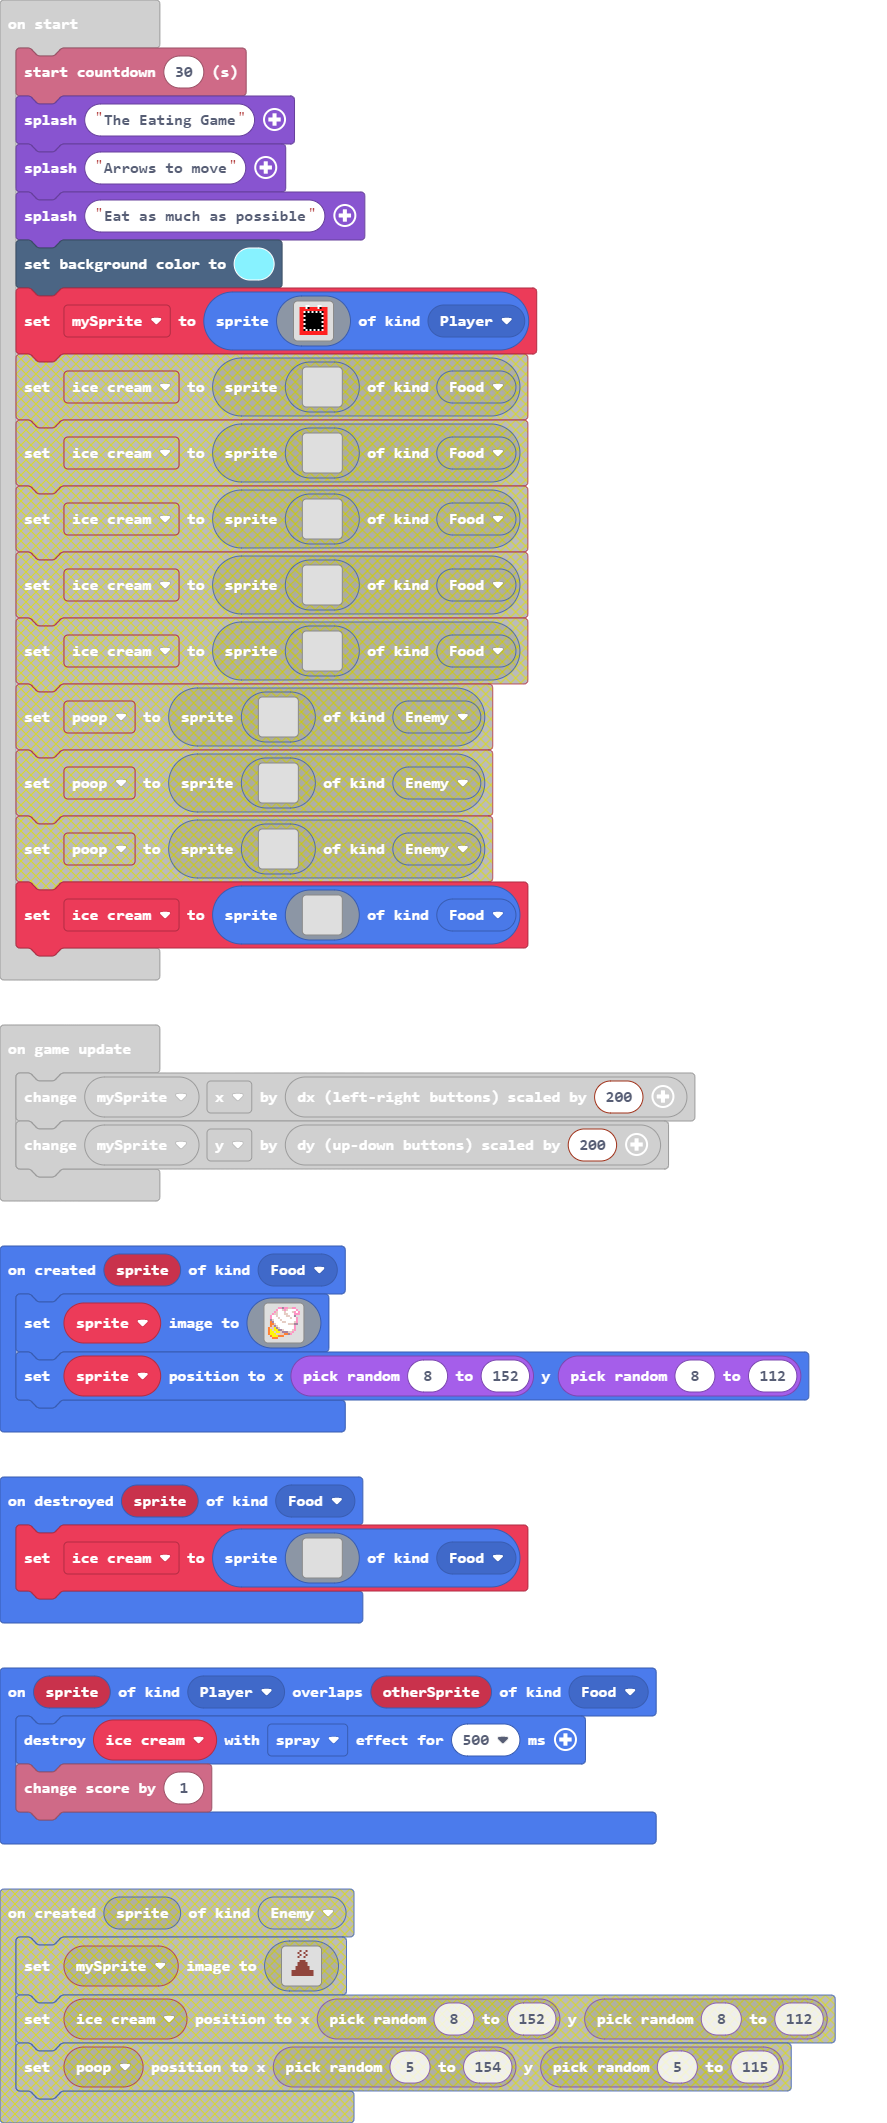 on start
start countdown 30 (s)
splash "The Eating Game"
splash "Arrows to move"
splash "Eat as much as possible"
set background color to
set mySprite to sprite of kind Player
set ice cream to sprite of kind Food
set ice cream to sprite of kind Food
set ice cream to sprite of kind Food
set ice cream to sprite of kind Food
set ice cream to sprite of kind Food
set poop to sprite of kind Enemy
set poop to sprite of kind Enemy
set poop to sprite of kind Enemy
set ice cream to sprite of kind Food
on game update
change mySprite x by dx (left-right buttons) scaled by 200
change mySprite y by dy (up-down buttons) scaled by 200
on created sprite of kind Food
set sprite image to
set sprite position to x pick random 8 to 152 y pick random 8 to 112
on destroyed sprite of kind Food
set ice cream to sprite of kind Food
on sprite of kind Player overlaps otherSprite of kind Food
destroy ice cream with spray effect for 500 ms
change score by 1
on created sprite of kind Enemy
set mySprite image to
set ice cream position to x pick random 8 to 152 y pick random 8 to 112
set poop position to x pick random 5 to 154 y pick random 5 to 115